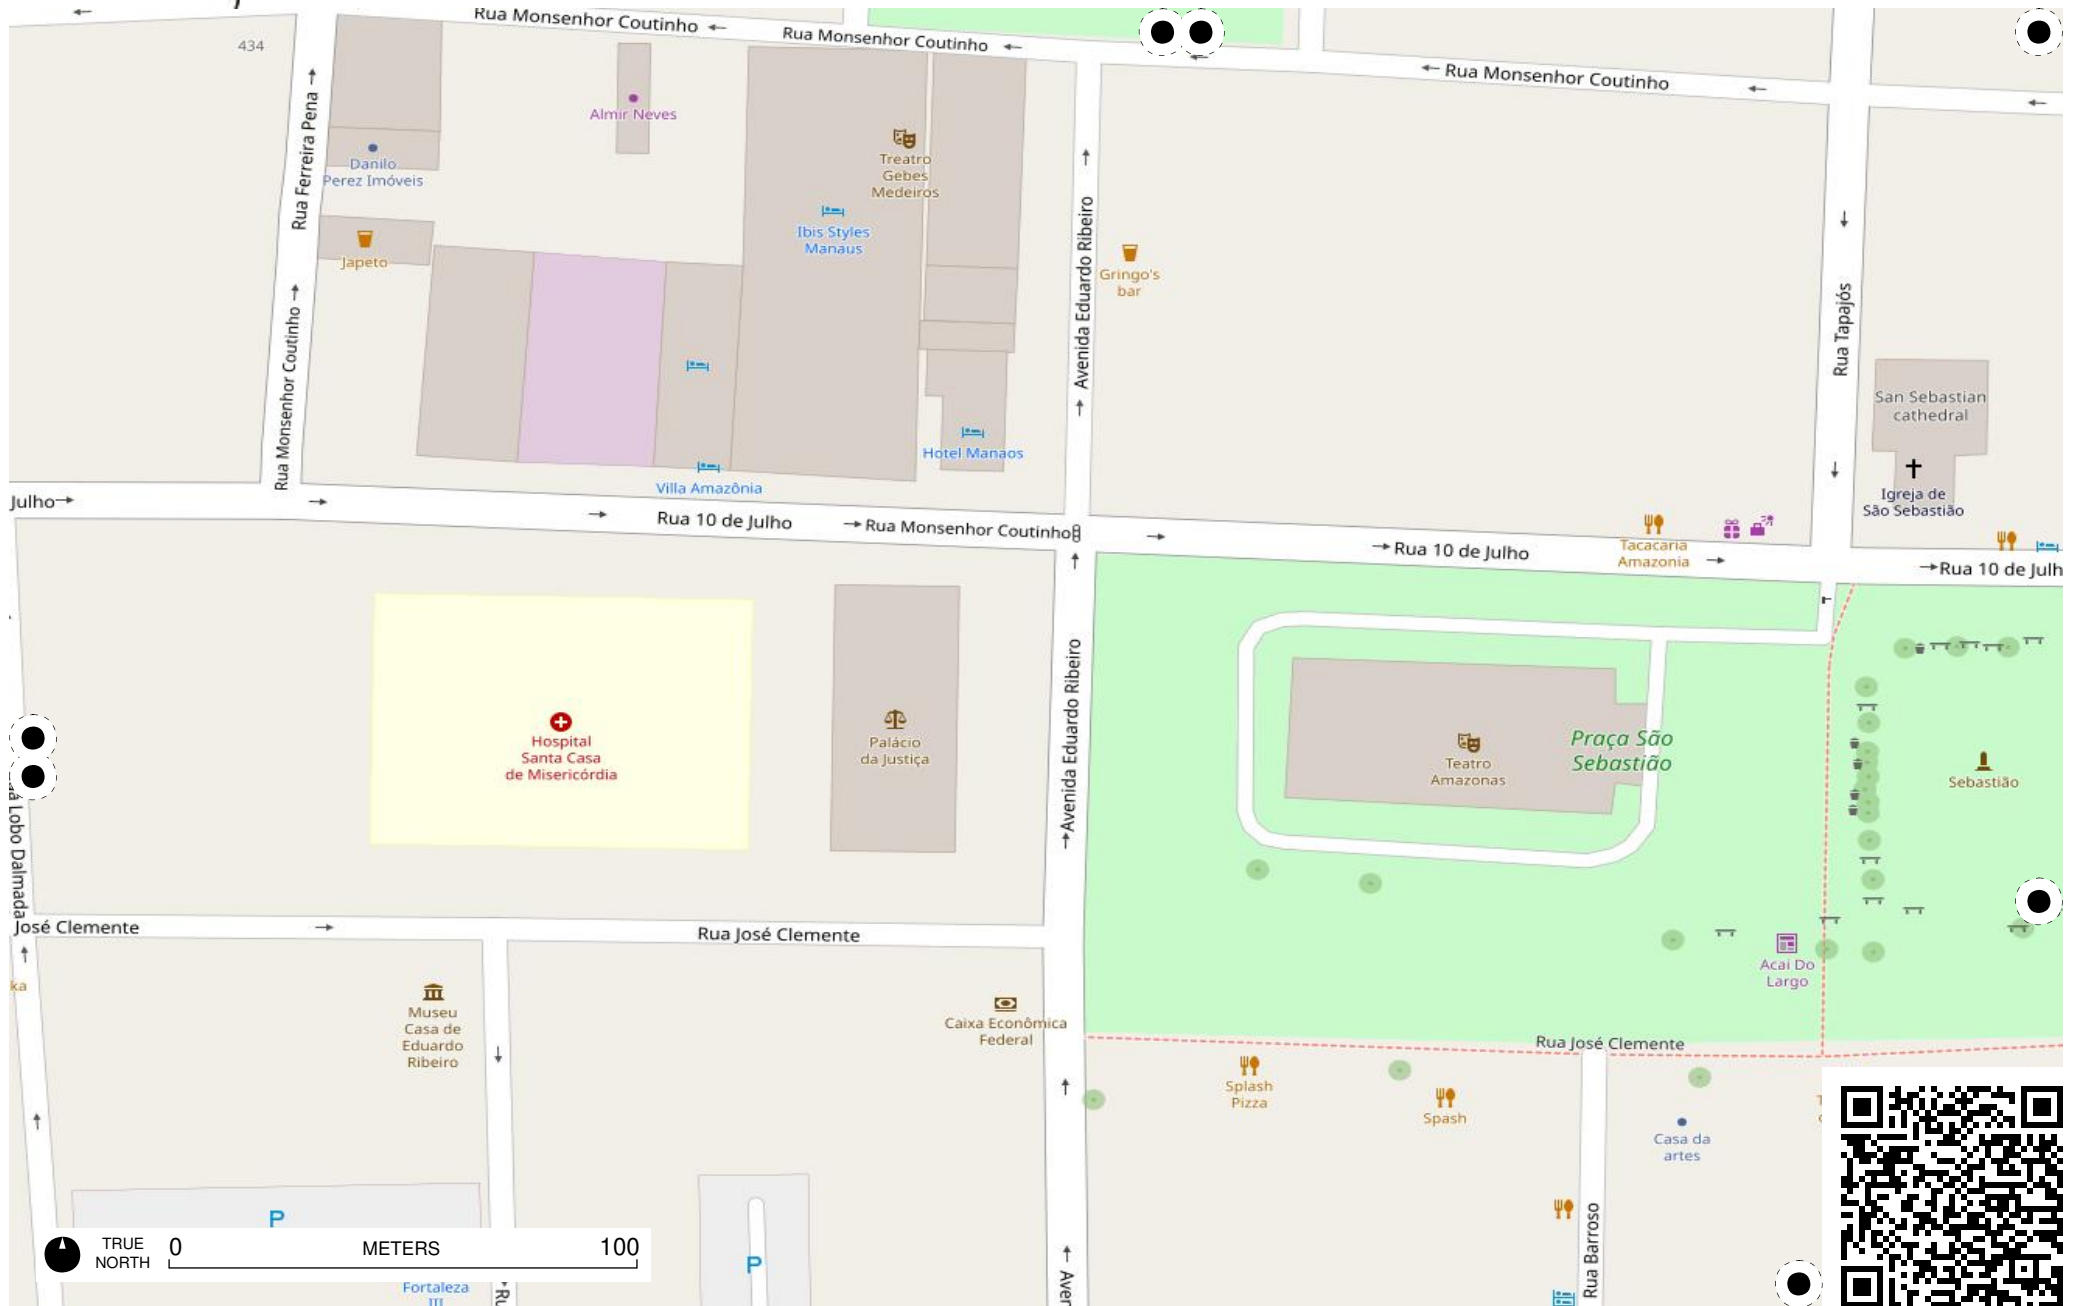 Rua Monsenhor Coutinho
Rua Monsenhor Coutinho
Rua Monsenhor Coutinho
434
Rua Ferreira Pena
Almir Neves
Danilo
Perez Imóveis
Treatro
Gebes
Medeiros
Ibis Styles
Manaus
Japeto
Avenida Eduardo Ribeiro
Gringo's
bar
Rua Tapajós
Rua Monsenhor Coutinho
San Sebastian
cathedral
Hotel Manaos
Villa Amazônia
Igreja de
São Sebastião
Julho
Rua 10 de Julho
Rua Monsenhor Coutinho
Rua 10 de Julho
Tacacaria
Amazonia
Rua 10 de Julh
Avenida Eduardo Ribeiro
Hospital
Santa Casa
de Misericórdia
Palácio
da Justiça
Teatro
Amazonas
Praça São
Sebastião
Sebastião
Lobo Dalmada
José Clemente
Rua José Clemente
Acai Do
Largo
ka
Museu
Casa de
Eduardo
Ribeiro
Caixa Econômica
Federal
Rua José Clemente
Splash
Pizza
Spash
Casa da
artes
P
P
Rua Barroso
Aven
Ru
TRUE
NORTH
0 METERS 100
Fortaleza
III